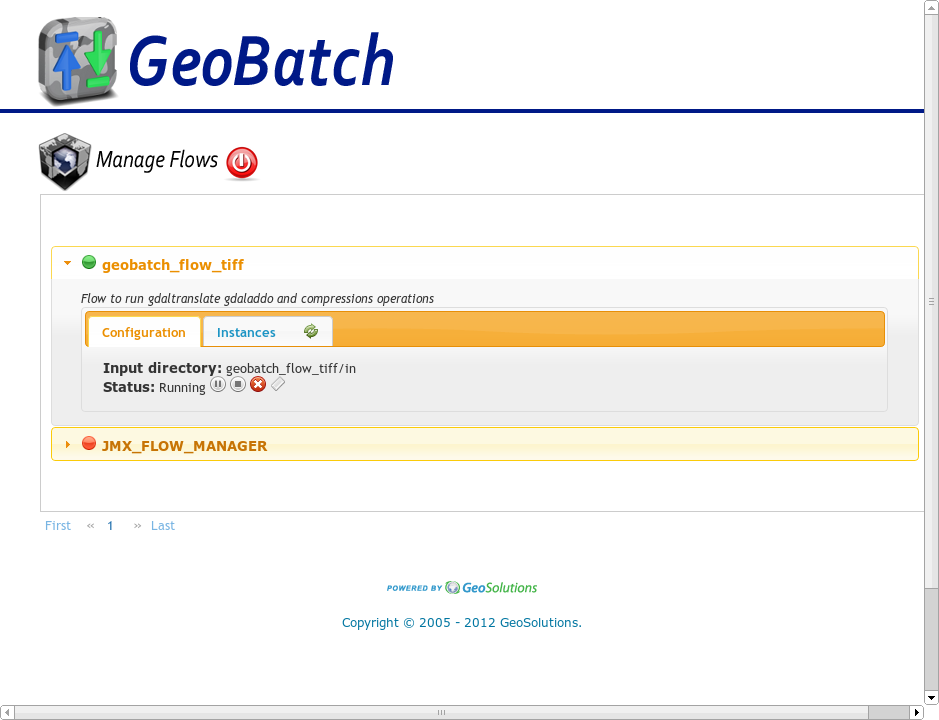 GeoBatch
Manage Flows
geobatch_flow_tiff
Flow to run gdaltranslate gdaladdo and compressions operations
Configuration Instances
Input directory: geobatch_flow_tiff/in
Status: Running
JMX_FLOW_MANAGER
First « 1 » Last
POWERED BY GeoSolutions
Copyright © 2005 - 2012 GeoSolutions.